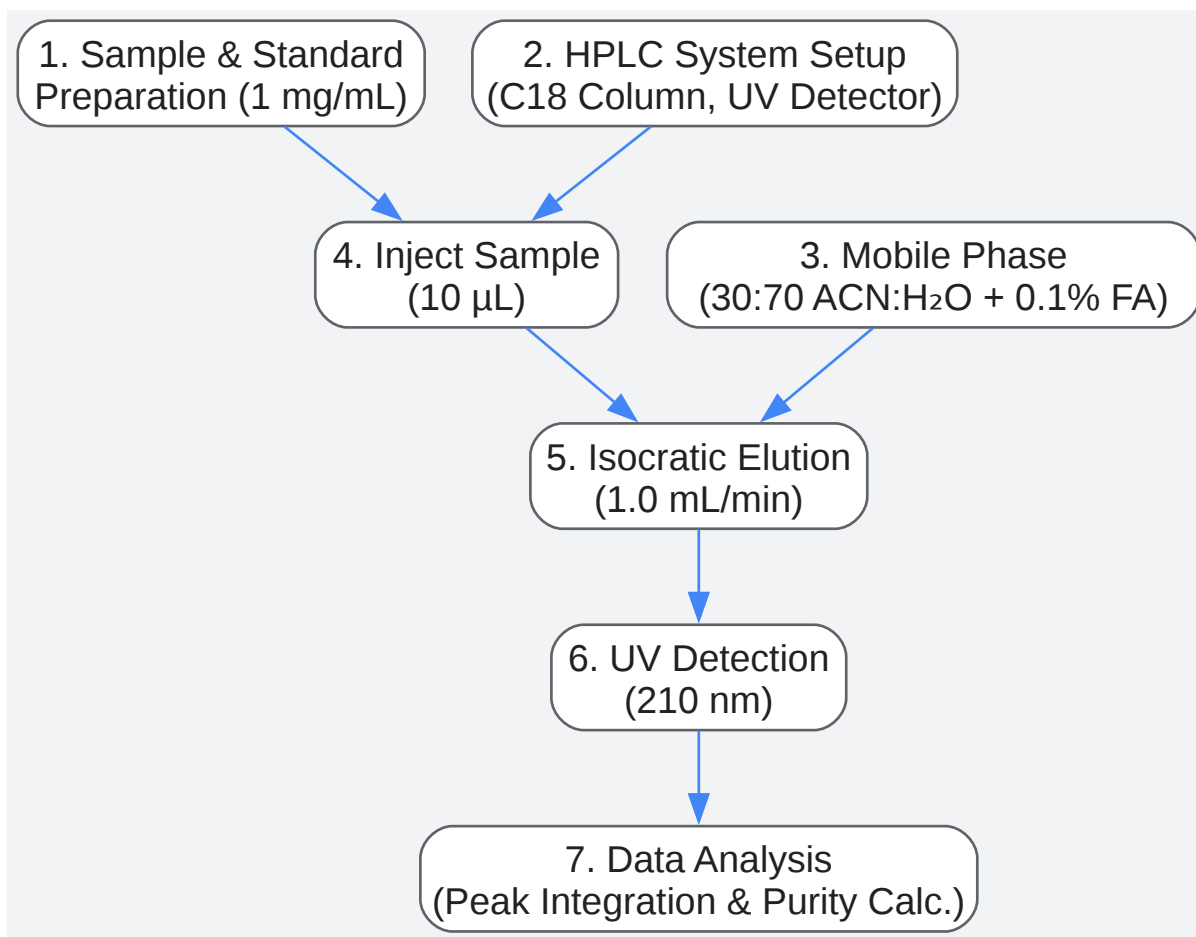 1. Sample & Standard
Preparation (1 mg/mL)
2. HPLC System Setup
(C18 Column, UV Detector)
4. Inject Sample
(10 µL)
3. Mobile Phase
(30:70 ACN:H₂O + 0.1% FA)
5. Isocratic Elution
(1.0 mL/min)
6. UV Detection
(210 nm)
7. Data Analysis
(Peak Integration & Purity Calc.)